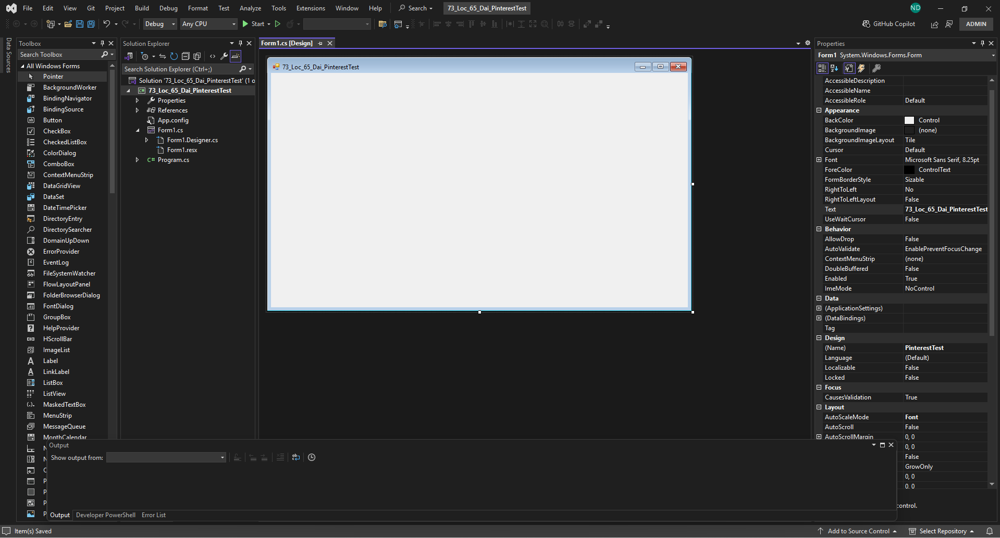 File Edit View Git Project Build Debug Format Test Analyze Tools Extensions Window Help Search 73_Loc_65_Dai_PinterestTest ND
Debug Any CPU Start GitHub Copilot ADMIN
Data Sources
Toolbox
Search Toolbox
All Windows Forms
Pointer
BackgroundWorker
BindingNavigator
BindingSource
Button
CheckBox
CheckedListBox
ColorDialog
ComboBox
ContextMenuStrip
DataGridView
DataSet
DateTimePicker
DirectoryEntry
DirectorySearcher
DomainUpDown
ErrorProvider
EventLog
FileSystemWatcher
FlowLayoutPanel
FolderBrowserDialog
FontDialog
GroupBox
HelpProvider
HScrollBar
ImageList
Label
LinkLabel
ListBox
ListView
MaskedTextBox
MenuStrip
MessageQueue
MonthCalendar
Solution Explorer
Search Solution Explorer (Ctrl+;)
Solution '73_Loc_65_Dai_PinterestTest' (1 o
73_Loc_65_Dai_PinterestTest
Properties
References
App.config
Form1.cs
Form1.Designer.cs
Form1.resx
C# Program.cs
Form1.cs [Design]
73_Loc_65_Dai_PinterestTest
Properties
Form1 System.Windows.Forms.Form
AccessibleDescription
AccessibleName
AccessibleRole Default
Appearance
BackColor Control
BackgroundImage (none)
BackgroundImageLayout Tile
Cursor Default
Font Microsoft Sans Serif, 8.25pt
ForeColor ControlText
FormBorderStyle Sizable
RightToLeft No
RightToLeftLayout False
Text 73_Loc_65_Dai_PinterestTest
UseWaitCursor False
Behavior
AllowDrop False
AutoValidate EnablePreventFocusChange
ContextMenuStrip (none)
DoubleBuffered False
Enabled True
ImeMode NoControl
Data
(ApplicationSettings)
(DataBindings)
Tag
Design
(Name) PinterestTest
Language (Default)
Localizable False
Locked False
Focus
CausesValidation True
Layout
AutoScaleMode Font
AutoScroll False
AutoScrollMargin 0, 0
0, 0
False
GrowOnly
0, 0
0, 0
control.
Output
Show output from:
Output Developer PowerShell Error List
Item(s) Saved Add to Source Control Select Repository